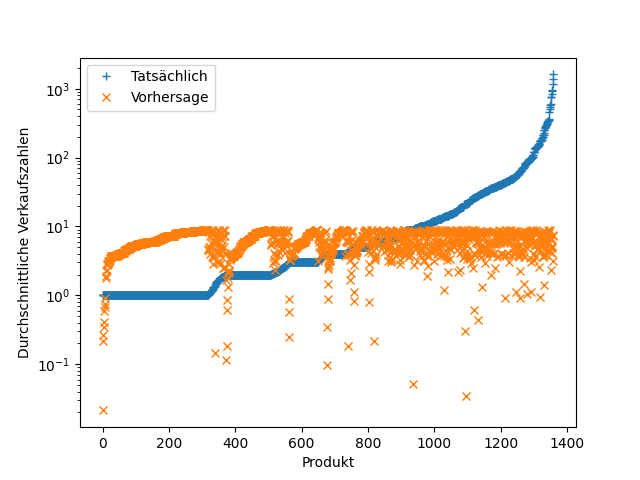 Tatsächlich
Vorhersage
Durchschnittliche Verkaufszahlen
10³
10²
10¹
10⁰
10⁻¹
0 200 400 600 800 1000 1200 1400
Produkt